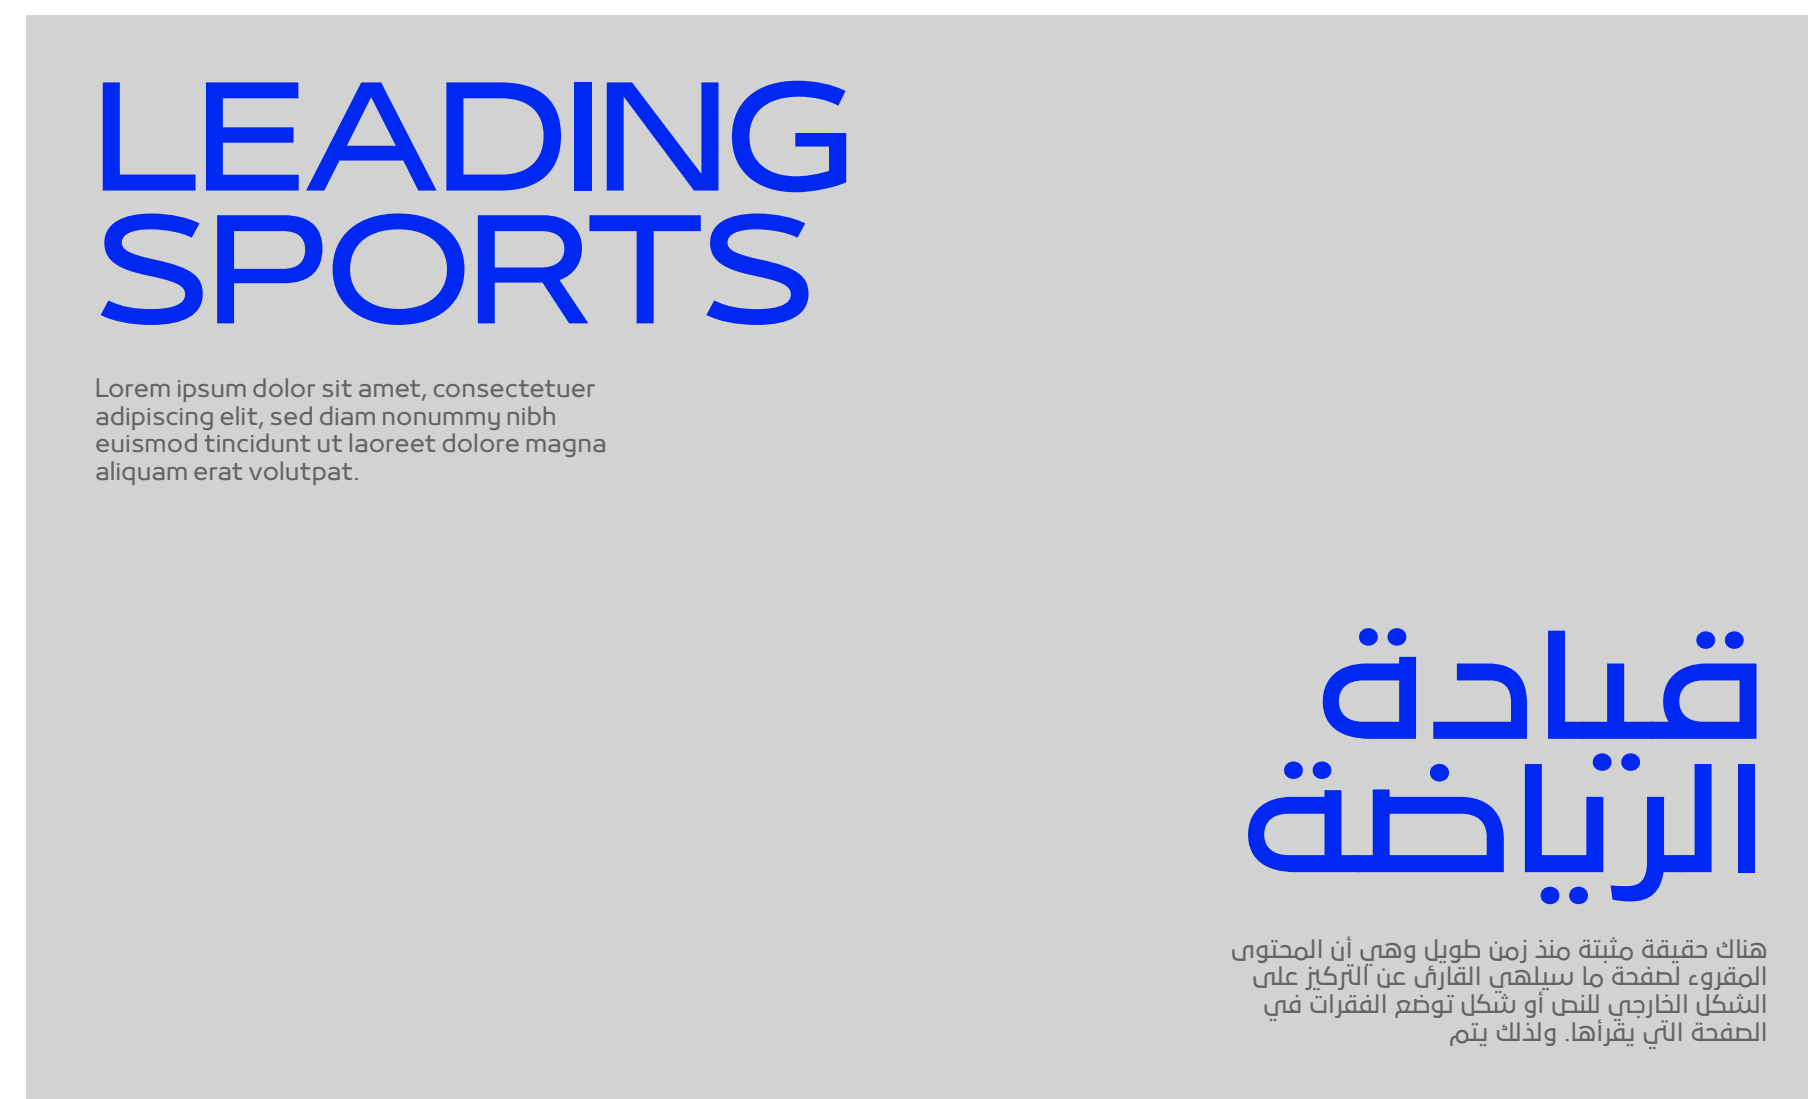 LEADING
SPORTS
Lorem ipsum dolor sit amet, consectetuer
adipiscing elit, sed diam nonummy nibh
euismod tincidunt ut laoreet dolore magna
aliquam erat volutpat.
قيادة
الرياضة
هناك حقيقة مثبتة منذ زمن طويل وهي أن المحتوى
المقروء لصفحة ما سيلهي القارئ عن التركيز على
الشكل الخارجي للنص أو شكل توضع الفقرات في
الصفحة التي يقرأها. ولذلك يتم